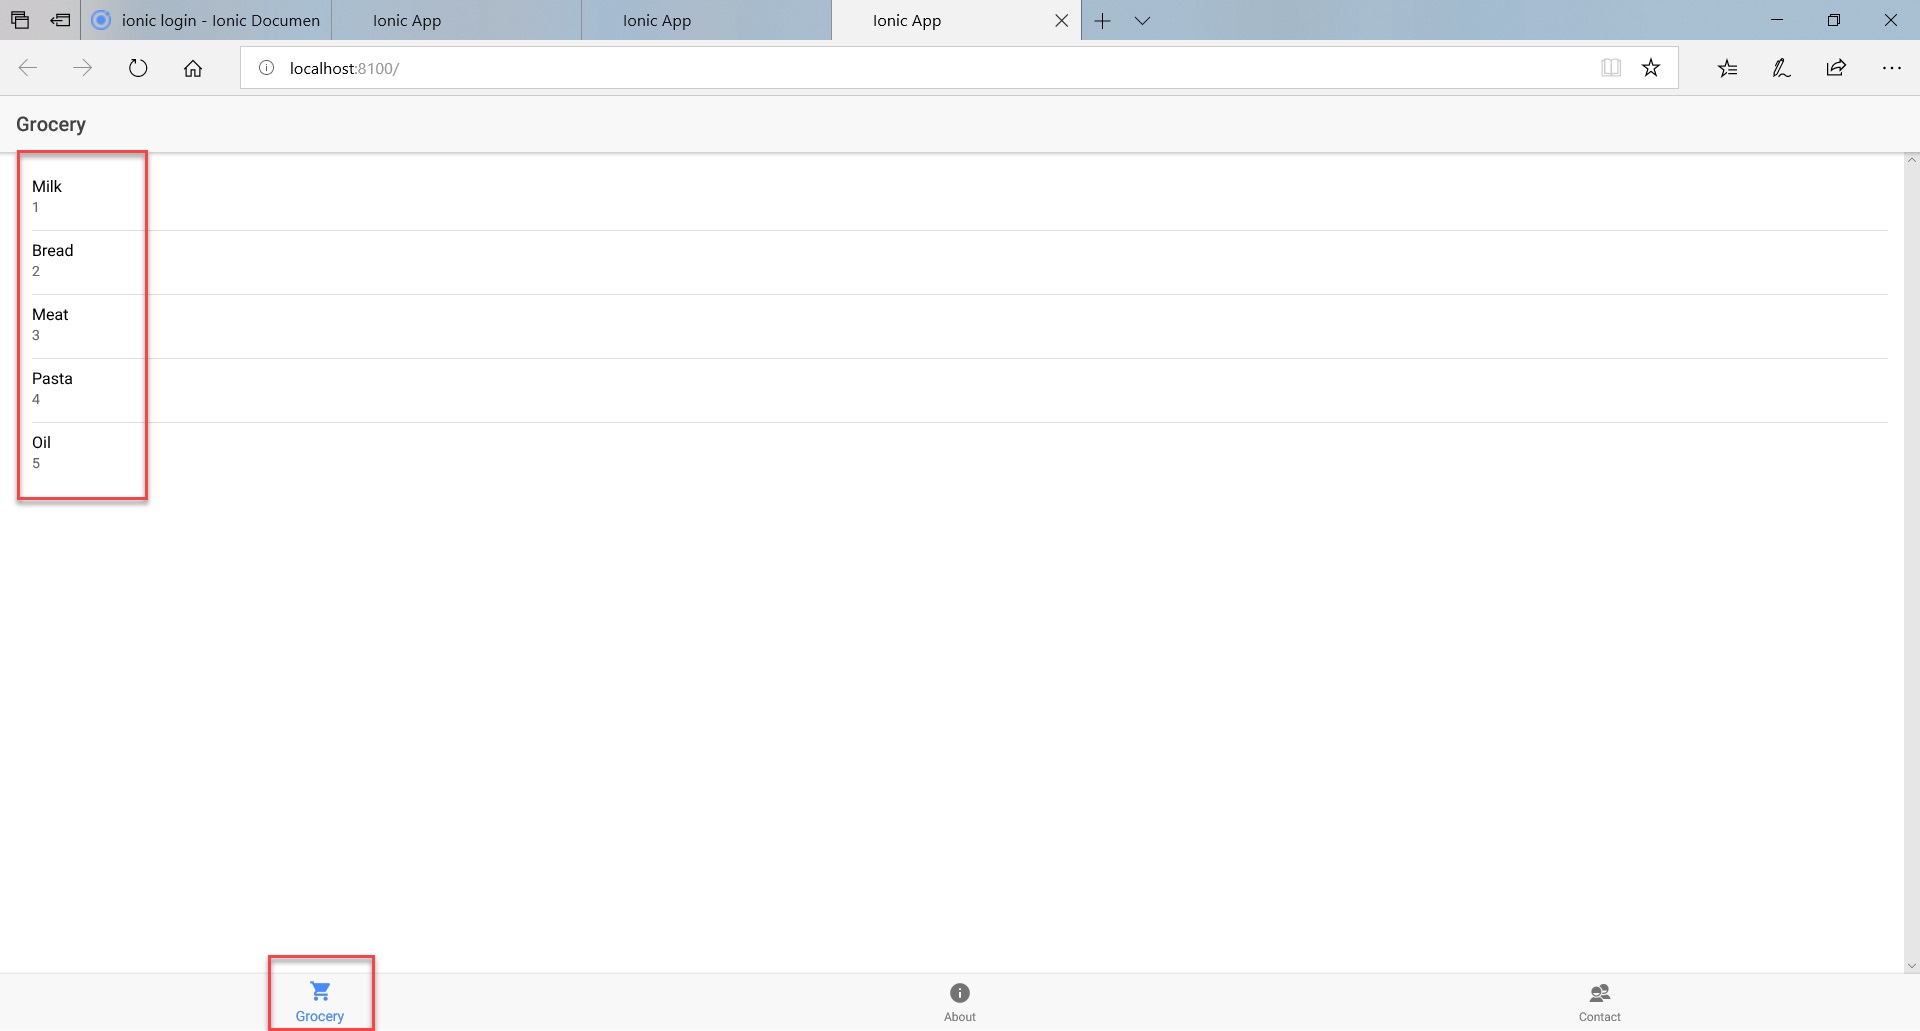 ionic login - Ionic Documen
Ionic App
Ionic App
Ionic App
localhost:8100/
Grocery
Milk
1
Bread
2
Meat
3
Pasta
4
Oil
5
Grocery
About
Contact